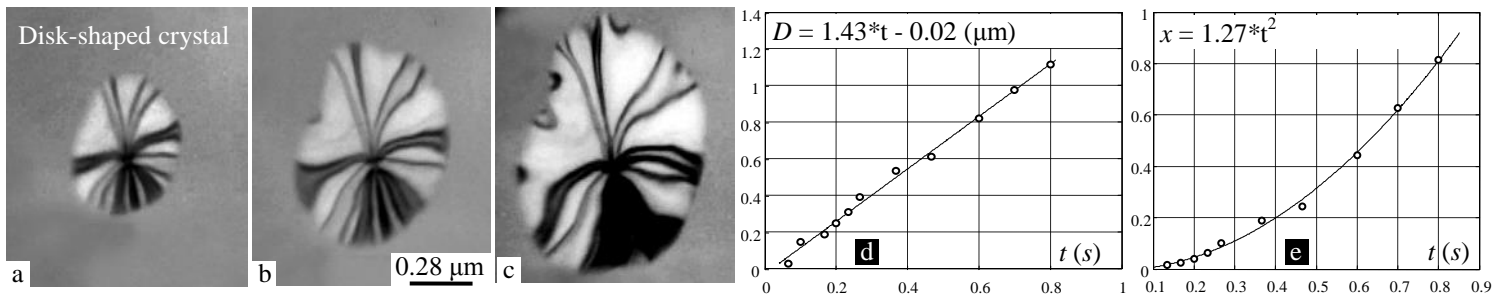 Disk-shaped crystal
a
b
0.28 μm
c
D = 1.43*t - 0.02 (μm)
1.4
1.2
1
0.8
0.6
0.4
0.2
0
d
t (s)
0 0.2 0.4 0.6 0.8 1
x = 1.27*t²
1
0.8
0.6
0.4
0.2
0
e
t (s)
0.1 0.2 0.3 0.4 0.5 0.6 0.7 0.8 0.9